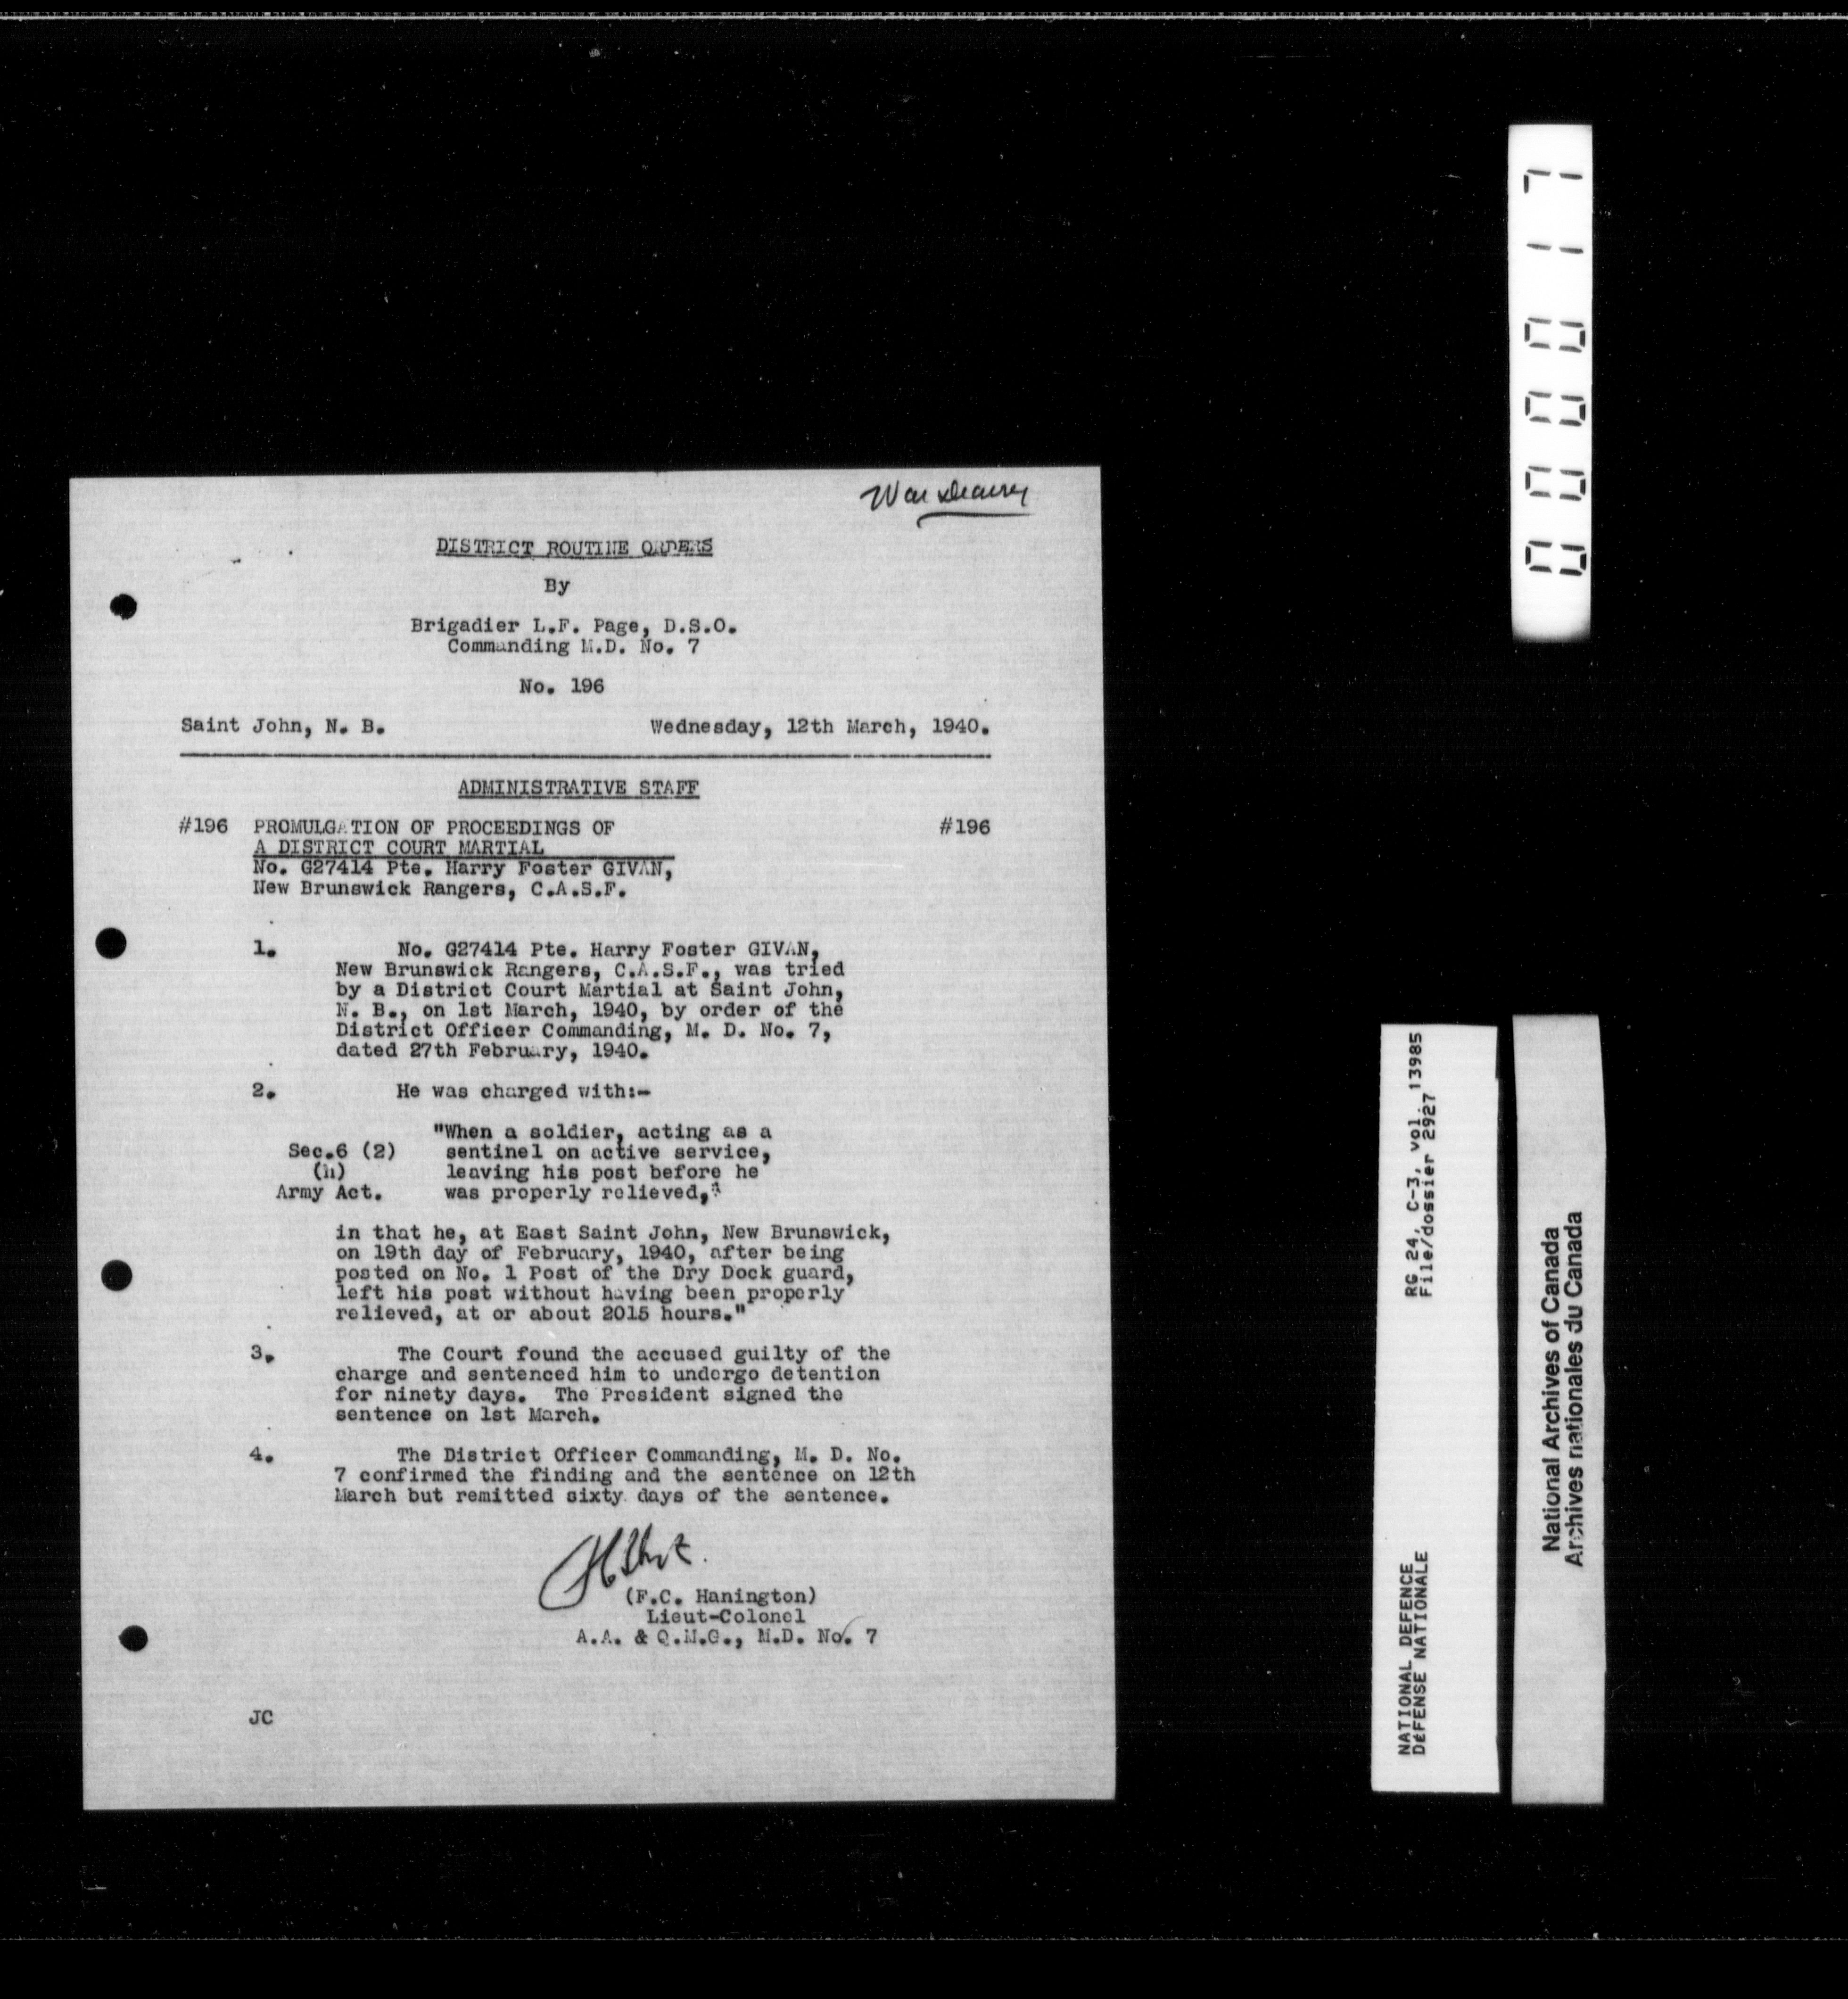 War Diary
DISTRICT ROUTINE ORDERS
By
Brigadier L.F. Page, D.S.O.
Commanding M.D. No. 7
No. 196
Saint John, N. B. Wednesday, 12th March, 1940.
ADMINISTRATIVE STAFF
#196 PROMULGATION OF PROCEEDINGS OF #196
A DISTRICT COURT MARTIAL
No. G27414 Pte. Harry Foster GIVAN,
New Brunswick Rangers, C.A.S.F.
1. No. G27414 Pte. Harry Foster GIVAN,
New Brunswick Rangers, C.A.S.F., was tried
by a District Court Martial at Saint John,
N. B., on 1st March, 1940, by order of the
District Officer Commanding, M. D. No. 7,
dated 27th February, 1940.
2. He was charged with:-
"When a soldier, acting as a
Sec.6 (2) sentinel on active service,
(h) leaving his post before he
Army Act. was properly relieved,"
in that he, at East Saint John, New Brunswick,
on 19th day of February, 1940, after being
posted on No. 1 Post of the Dry Dock guard,
left his post without having been properly
relieved, at or about 2015 hours."
3. The Court found the accused guilty of the
charge and sentenced him to undergo detention
for ninety days. The President signed the
sentence on 1st March.
4. The District Officer Commanding, M. D. No.
7 confirmed the finding and the sentence on 12th
March but remitted sixty days of the sentence.
(F.C. Hanington)
Lieut-Colonel
A.A. & Q.M.G., M.D. No. 7
JC
000017
NATIONAL DEFENCE RG 24, C-3, vol. 13985
DÉFENSE NATIONALE File/dossier 2927
National Archives of Canada
Archives nationales du Canada